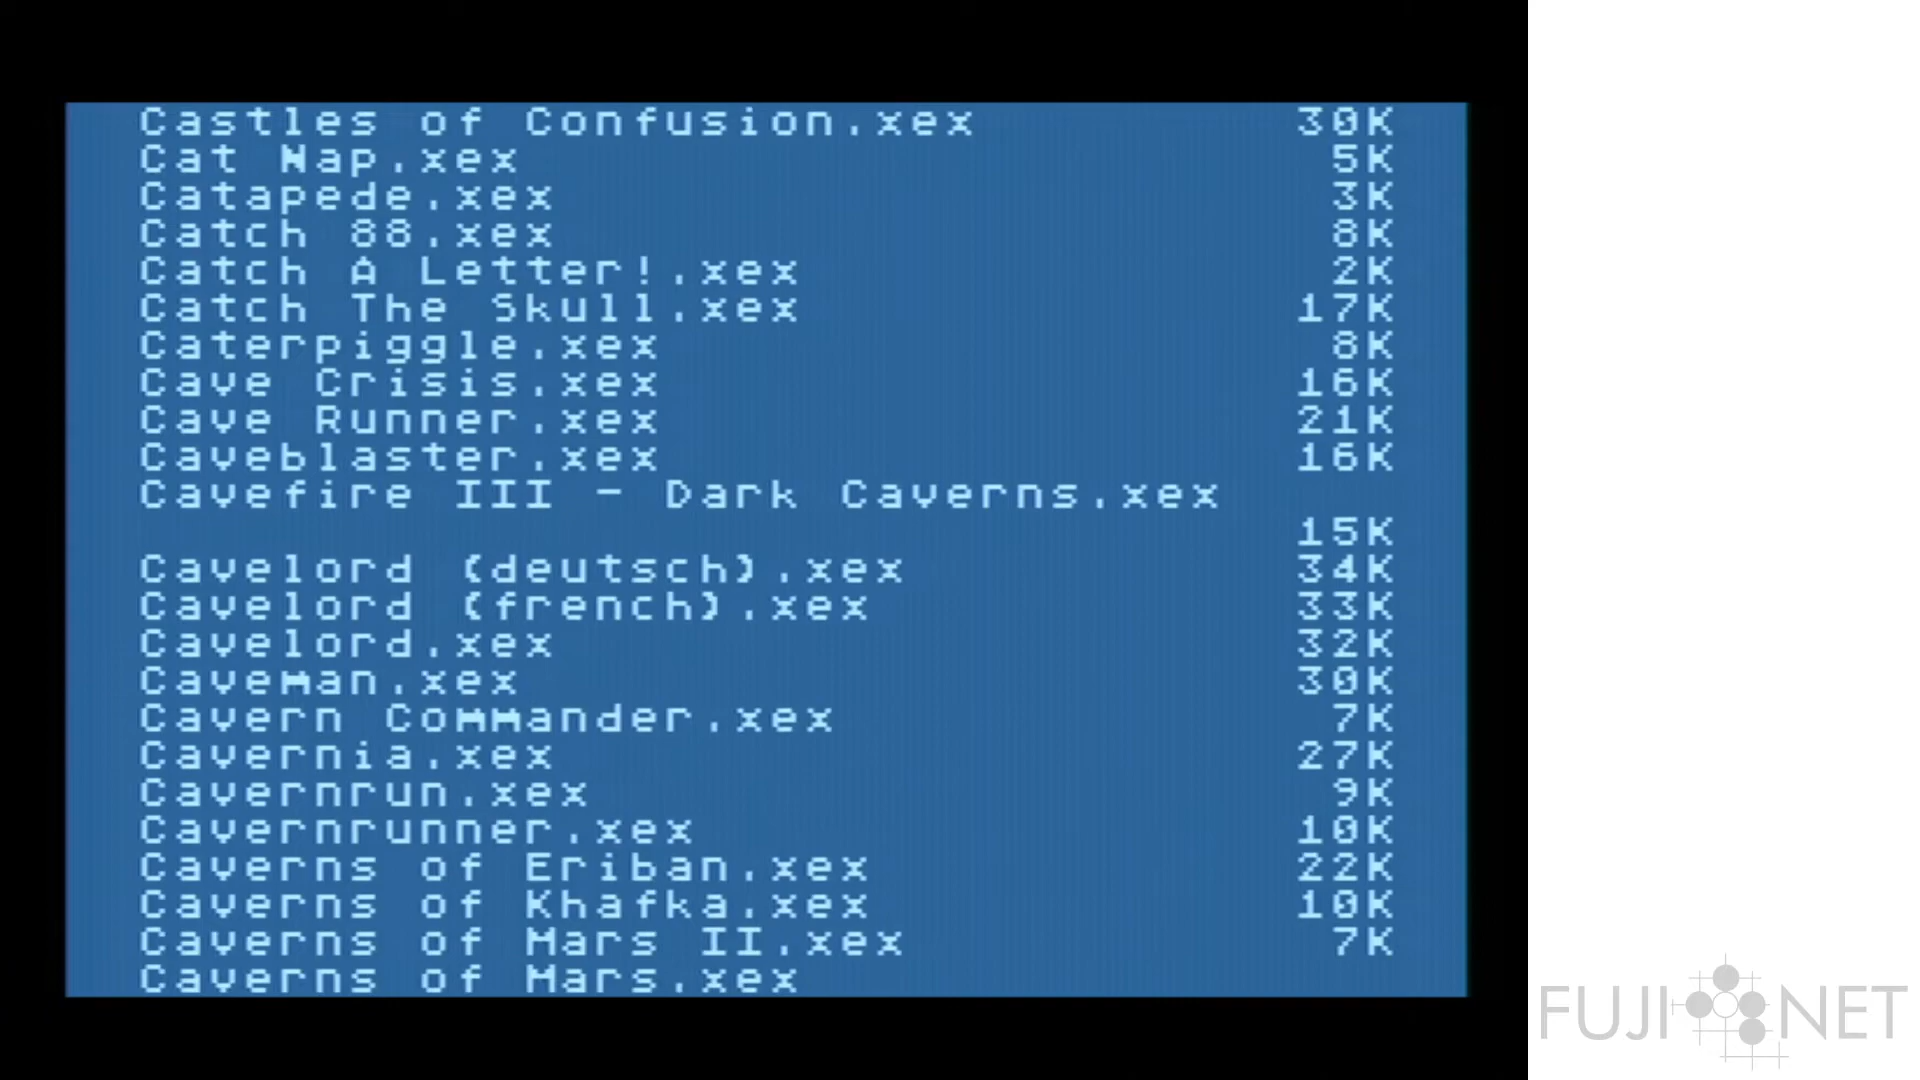 Castles of Confusion.xex 30K
Cat Nap.xex 5K
Catapede.xex 3K
Catch 88.xex 8K
Catch A Letter!.xex 2K
Catch The Skull.xex 17K
Caterpiggle.xex 8K
Cave Crisis.xex 16K
Cave Runner.xex 21K
Caveblaster.xex 16K
Cavefire III - Dark Caverns.xex
15K
Cavelord (deutsch).xex 34K
Cavelord (french).xex 33K
Cavelord.xex 32K
Caveman.xex 30K
Cavern Commander.xex 7K
Cavernia.xex 27K
Cavernrun.xex 9K
Cavernrunner.xex 10K
Caverns of Eriban.xex 22K
Caverns of Khafka.xex 10K
Caverns of Mars II.xex 7K
Caverns of Mars.xex
FUJINET